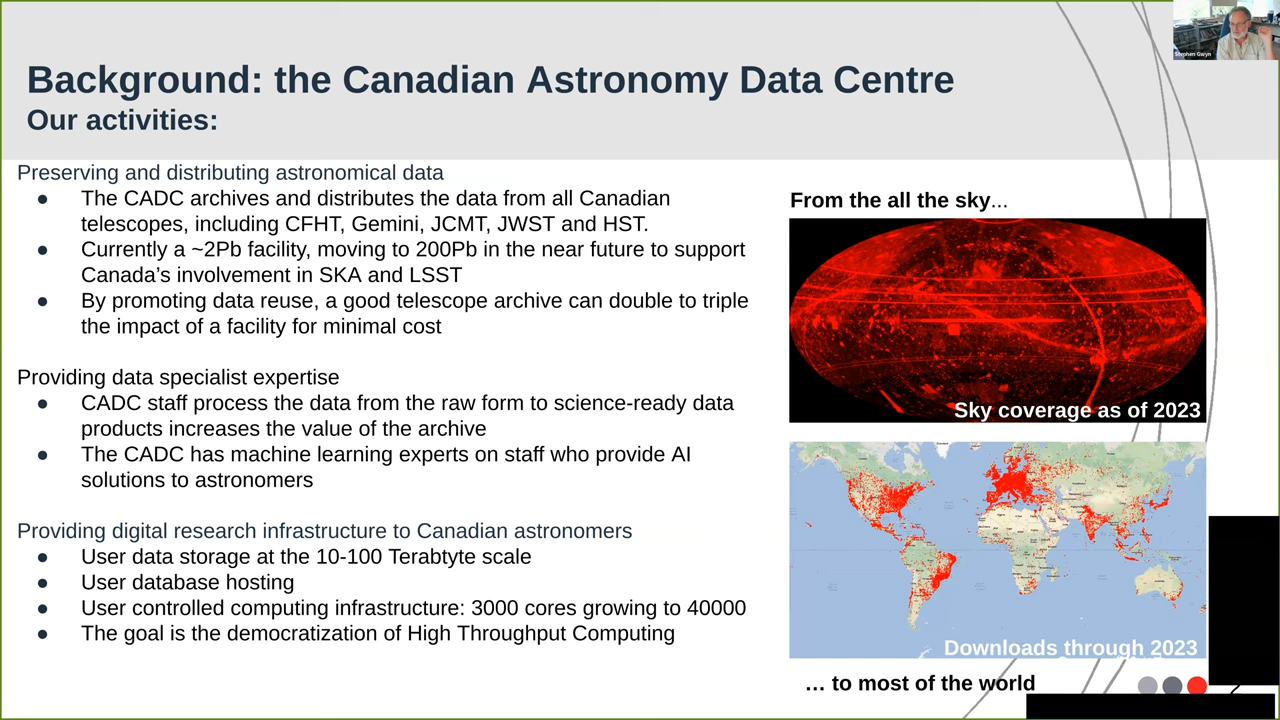 Stephen Gwyn
Background: the Canadian Astronomy Data Centre
Our activities:
Preserving and distributing astronomical data
● The CADC archives and distributes the data from all Canadian
telescopes, including CFHT, Gemini, JCMT, JWST and HST.
● Currently a ~2Pb facility, moving to 200Pb in the near future to support
Canada's involvement in SKA and LSST
● By promoting data reuse, a good telescope archive can double to triple
the impact of a facility for minimal cost
Providing data specialist expertise
● CADC staff process the data from the raw form to science-ready data
products increases the value of the archive
● The CADC has machine learning experts on staff who provide AI
solutions to astronomers
Providing digital research infrastructure to Canadian astronomers
● User data storage at the 10-100 Terabtyte scale
● User database hosting
● User controlled computing infrastructure: 3000 cores growing to 40000
● The goal is the democratization of High Throughput Computing
From the all the sky...
Sky coverage as of 2023
Downloads through 2023
… to most of the world